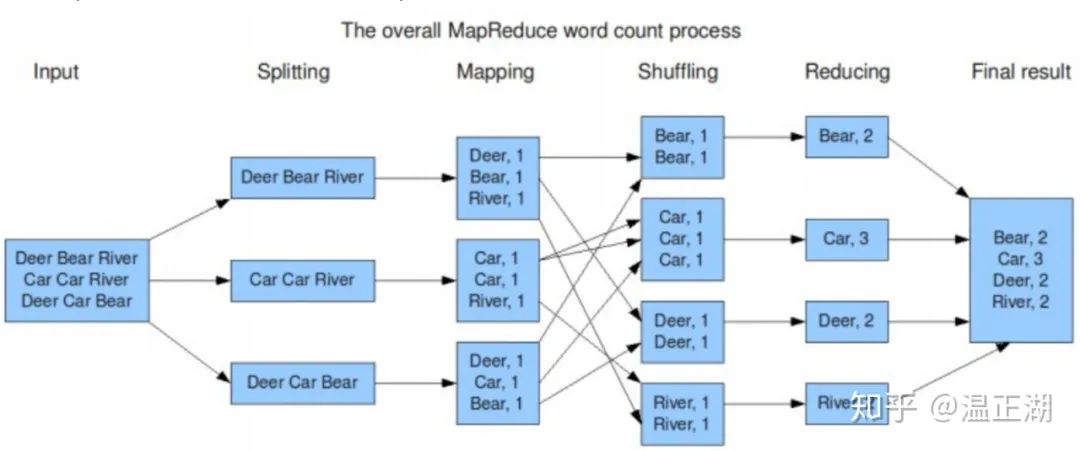 The overall MapReduce word count process
Input
Splitting
Mapping
Shuffling
Reducing
Final result
Deer Bear River
Car Car River
Deer Car Bear
Deer Bear River
Car Car River
Deer Car Bear
Deer, 1
Bear, 1
River, 1
Car, 1
Car, 1
River, 1
Deer, 1
Car, 1
Bear, 1
Bear, 1
Bear, 1
Car, 1
Car, 1
Car, 1
Deer, 1
Deer, 1
River, 1
River, 1
Bear, 2
Car, 3
Deer, 2
Bear, 2
Car, 3
Deer, 2
River, 2
知乎 @温正湖